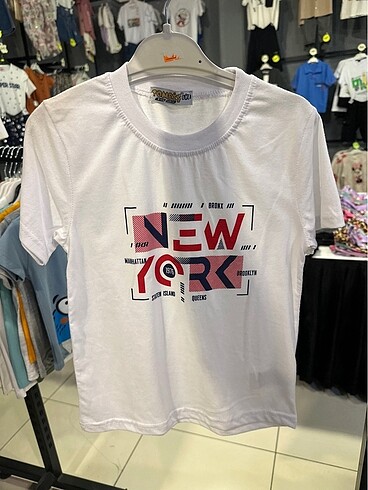 BRONX
NEW
MANHATTAN
YORK
BROOKLYN
STATEN ISLAND
QUEENS